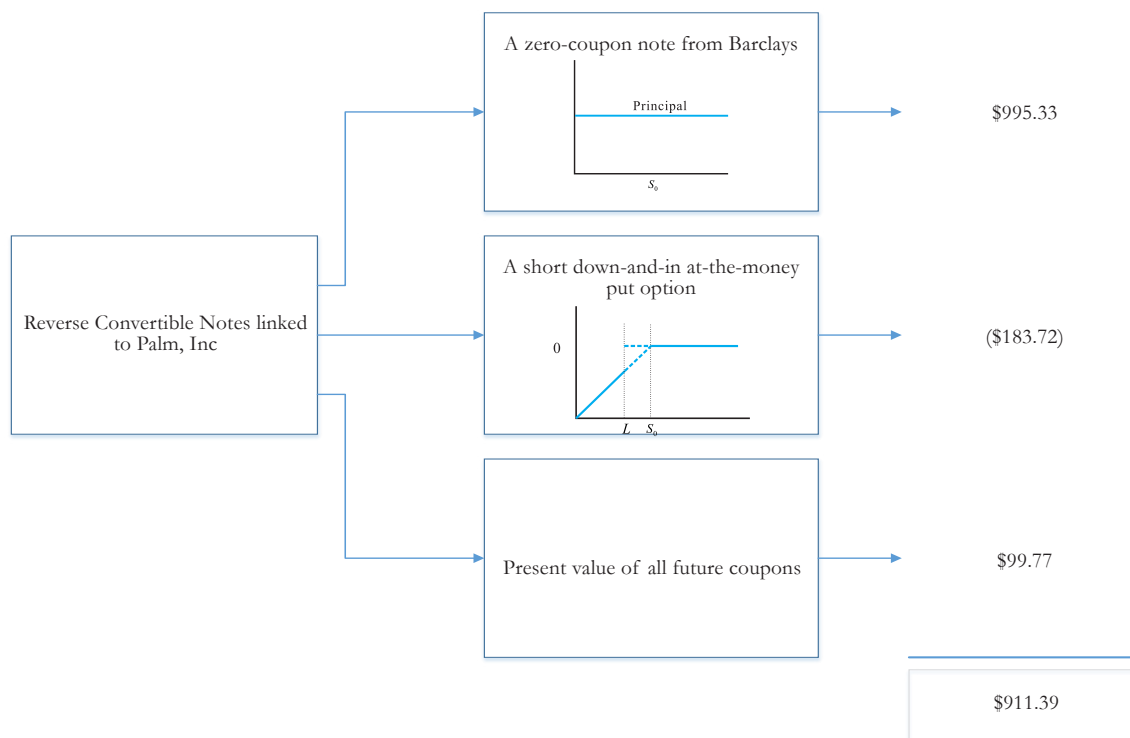 A zero-coupon note from Barclays
Principal
S₀
$995.33
Reverse Convertible Notes linked
to Palm, Inc
A short down-and-in at-the-money
put option
0
L S₀
($183.72)
Present value of all future coupons
$99.77
$911.39